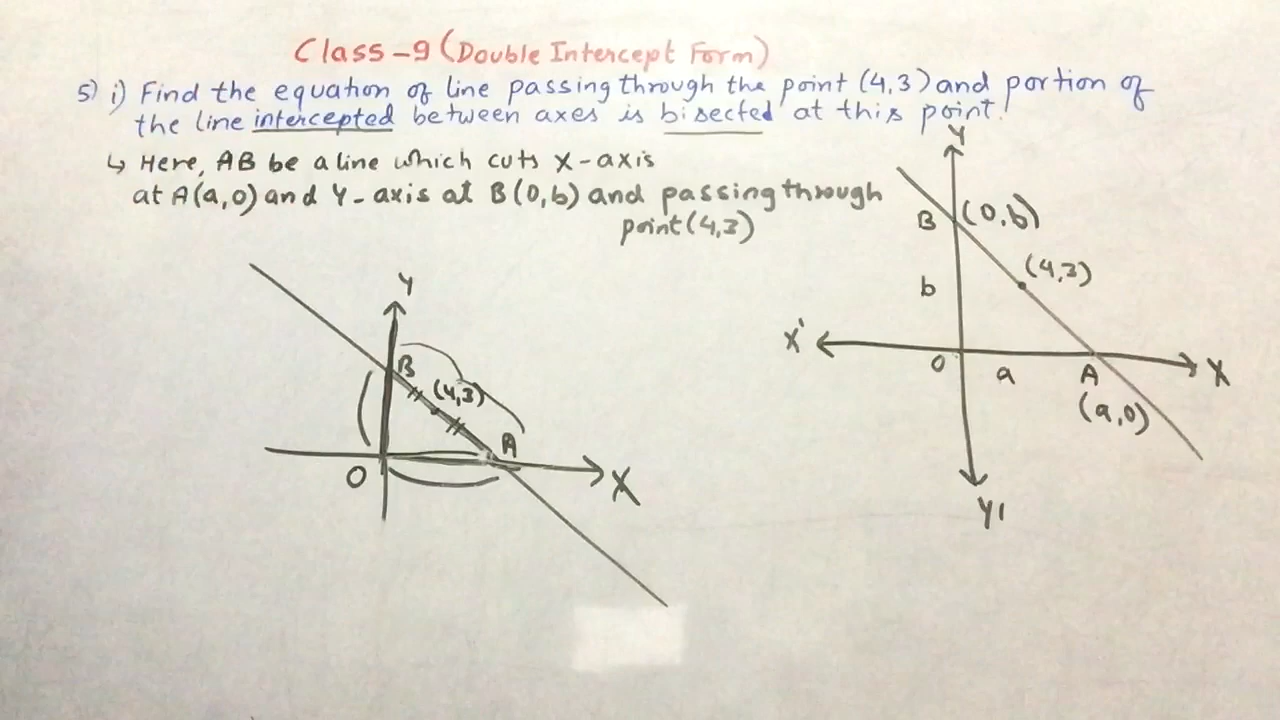 Class-9 (Double Intercept Form)
5) i) Find the equation of line passing through the point (4,3) and portion of
the line intercepted between axes is bisected at this point.
↳ Here, AB be a line which cuts X-axis
at A(a,0) and Y-axis at B(0,b) and passing through
point (4,3)
Y
B (0,b)
(4,3)
b
X'
O
a
A
X
(a,0)
Y1
Y
B
(4,3)
A
O
X